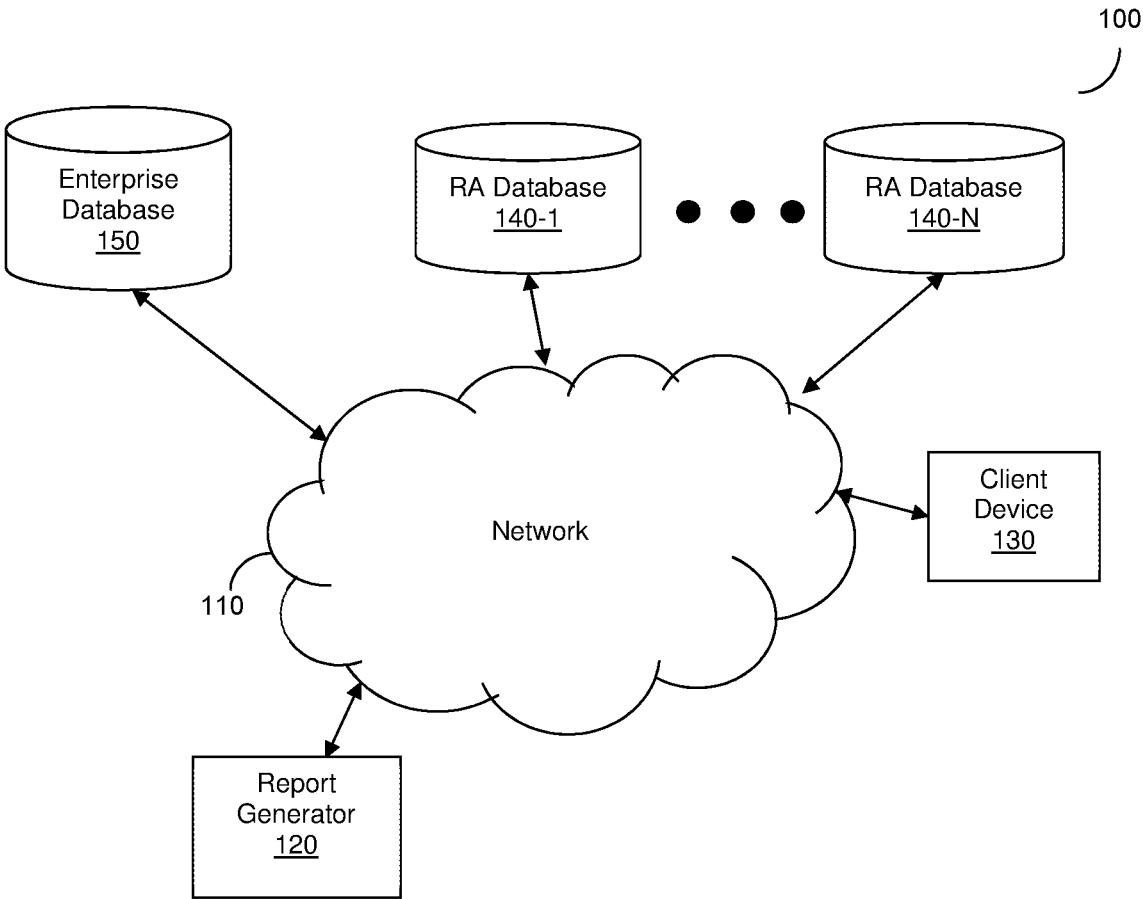 100
Enterprise
Database
150
RA Database
140-1
RA Database
140-N
Client
Device
130
Network
110
Report
Generator
120